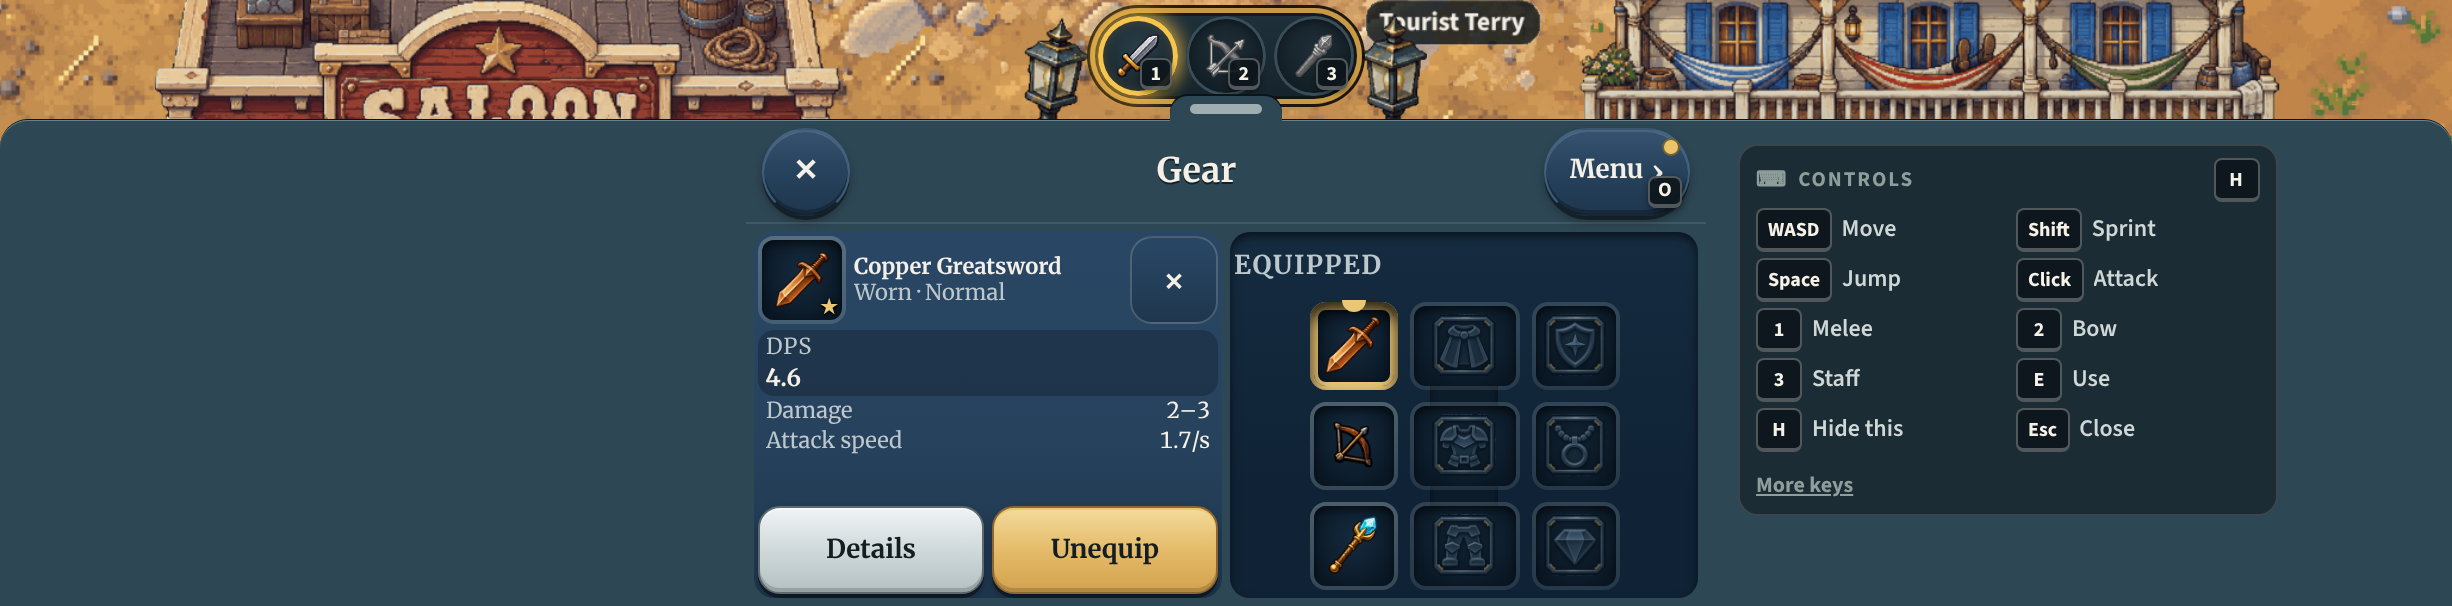 SALOON
1
2
3
Tourist Terry
×
Gear
Menu ›
O
Copper Greatsword
Worn · Normal
×
DPS
4.6
Damage 2–3
Attack speed 1.7/s
Details
Unequip
EQUIPPED
CONTROLS H
WASD Move
Shift Sprint
Space Jump
Click Attack
1 Melee
2 Bow
3 Staff
E Use
H Hide this
Esc Close
More keys